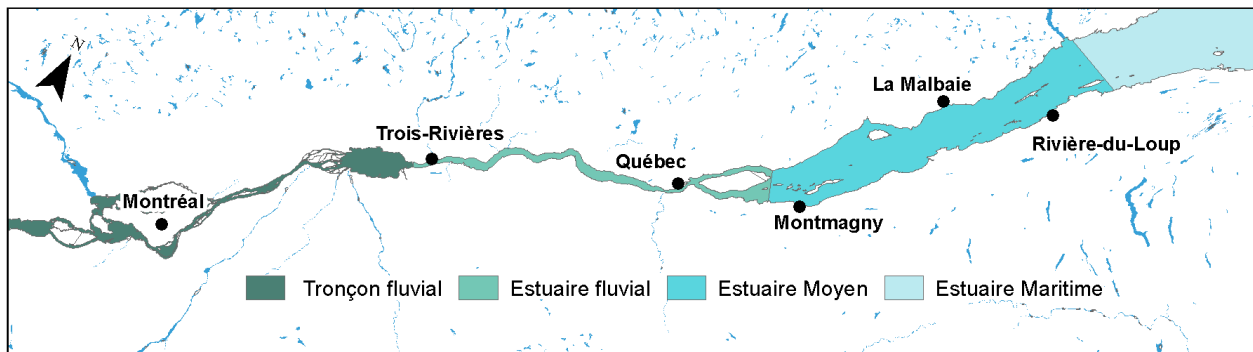 N
La Malbaie
Trois-Rivières
Rivière-du-Loup
Québec
Montréal
Montmagny
Tronçon fluvial
Estuaire fluvial
Estuaire Moyen
Estuaire Maritime